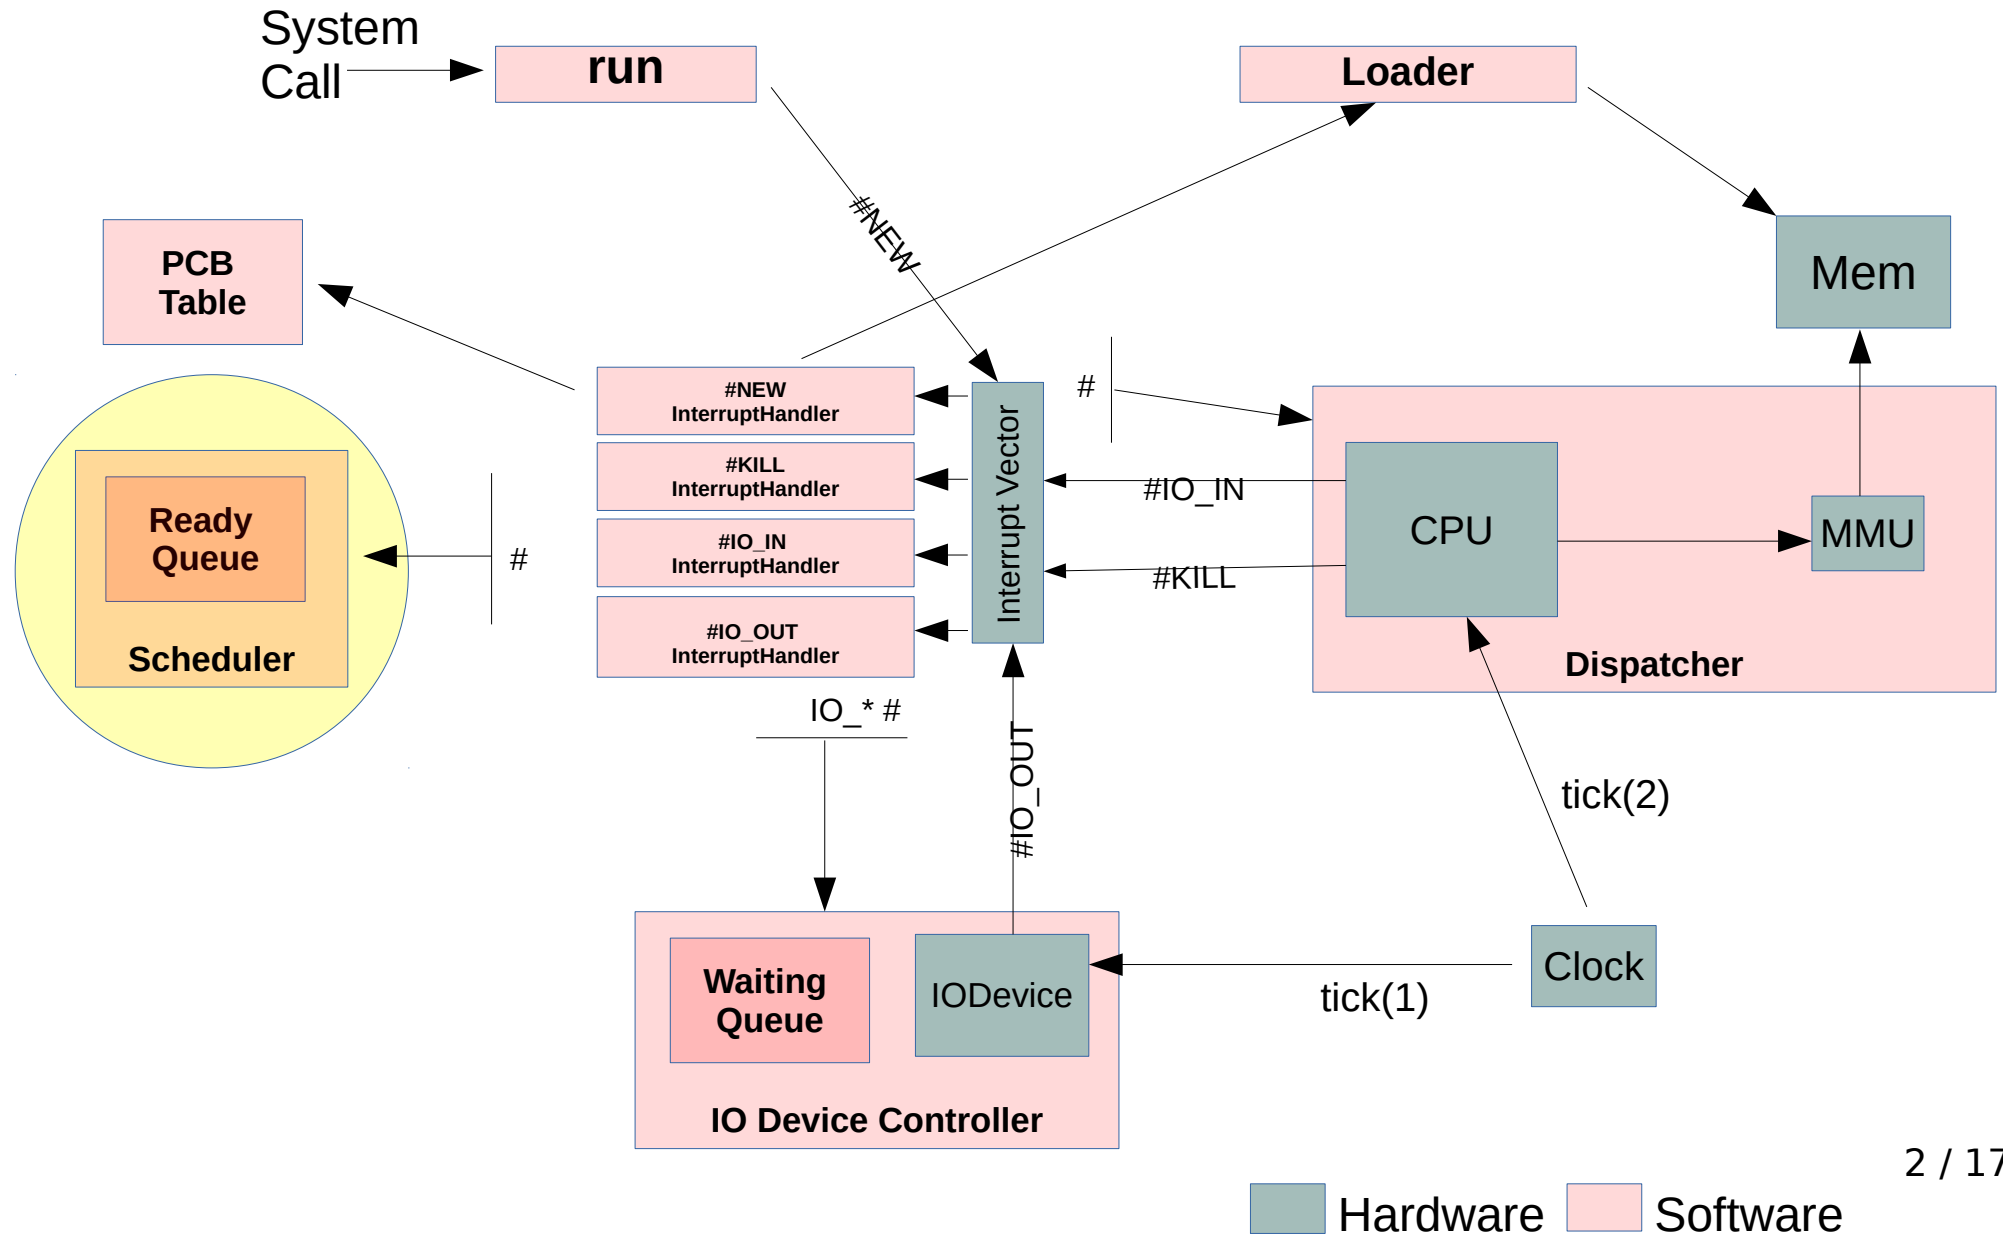 System
Call
run
Loader
#NEW
PCB
Table
Mem
#NEW
InterruptHandler
#KILL
InterruptHandler
#IO_IN
InterruptHandler
#IO_OUT
InterruptHandler
Interrupt Vector
#
#IO_IN
#KILL
CPU
MMU
Dispatcher
Ready
Queue
Scheduler
#
IO_* #
#IO_OUT
tick(2)
Waiting
Queue
IODevice
IO Device Controller
tick(1)
Clock
2 / 17
Hardware
Software